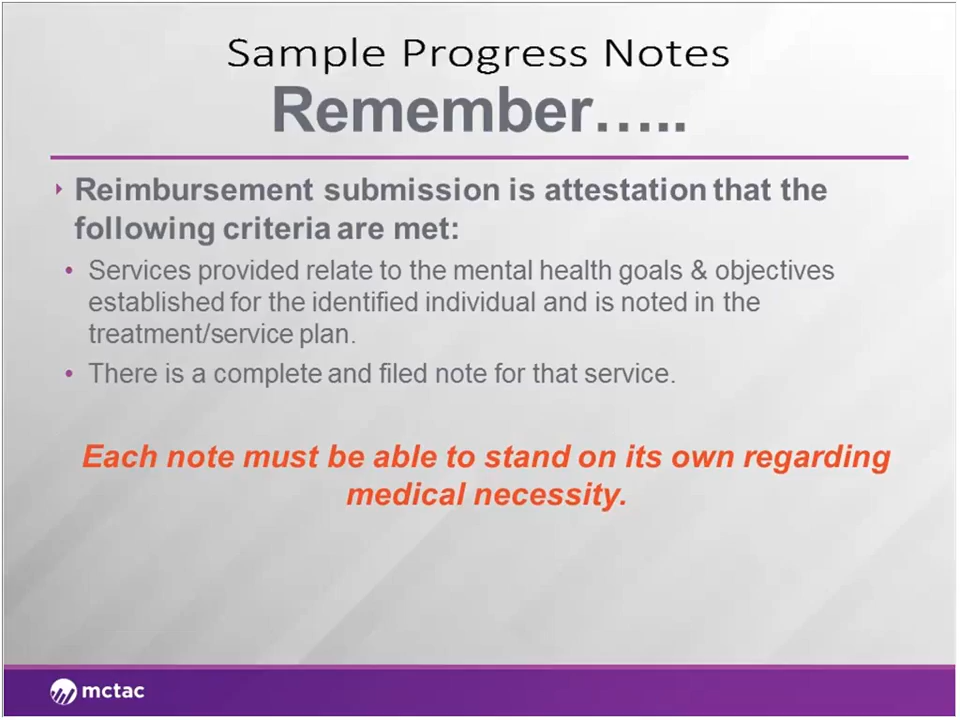 Sample Progress Notes
Remember…..
Reimbursement submission is attestation that the
following criteria are met:
• Services provided relate to the mental health goals & objectives
established for the identified individual and is noted in the
treatment/service plan.
• There is a complete and filed note for that service.
Each note must be able to stand on its own regarding
medical necessity.
mctac